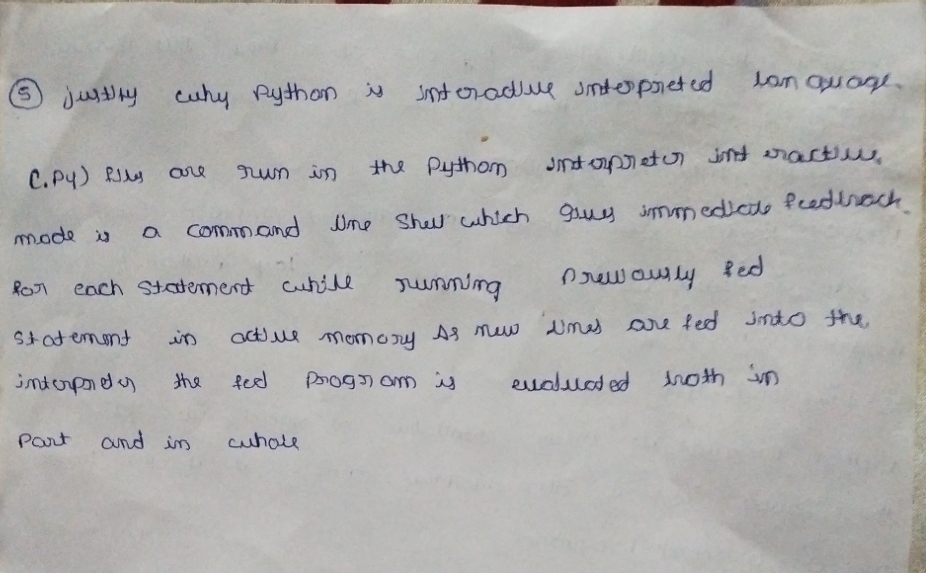 ⑤ justify why Python is interactive interpreted language.
(.Py) files are run in the Python interpreter interactive
mode is a command line Shell which gives immediate feedback
for each Statement while running previously fed
Statement in active memory As new lines are fed into the
interpreter the fed Program is evaluated both in
Part and in whole